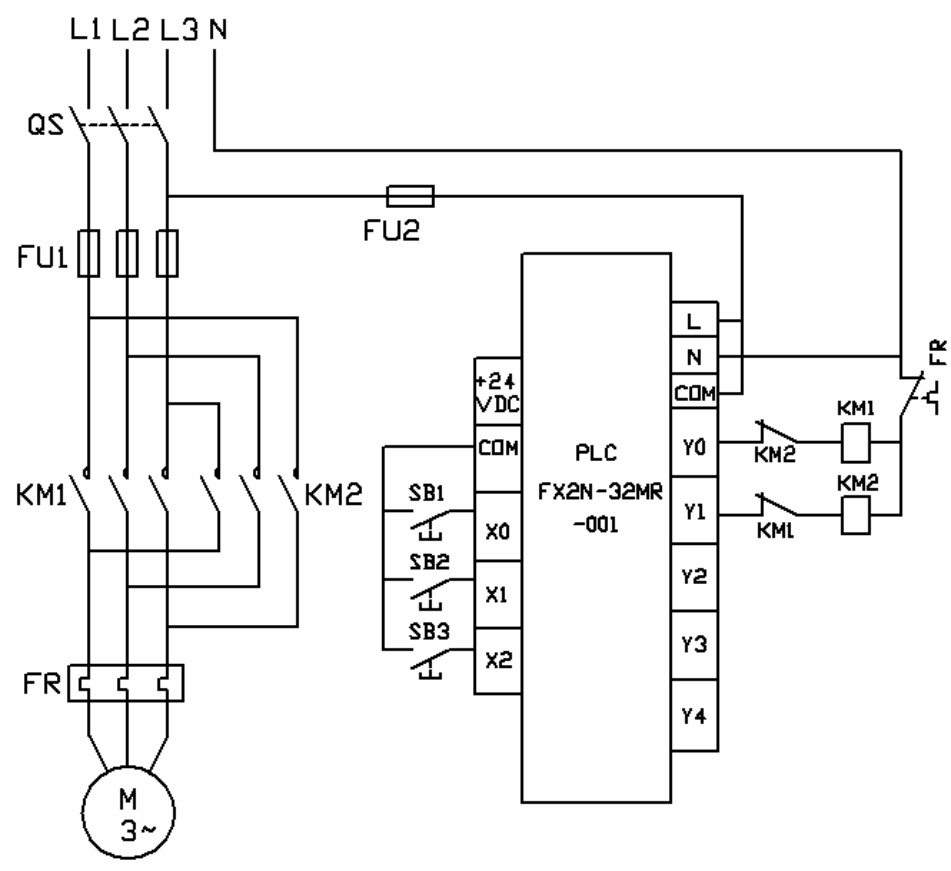 L1 L2 L3 N
QS
FU2
FU1
L
N
FR
+24
VDC
COM
KM1
COM
PLC
Y0
KM2
KM2
KM1
KM2
SB1
FX2N-32MR
X0
-001
Y1
KM1
SB2
X1
Y2
SB3
X2
Y3
FR
Y4
M
3~